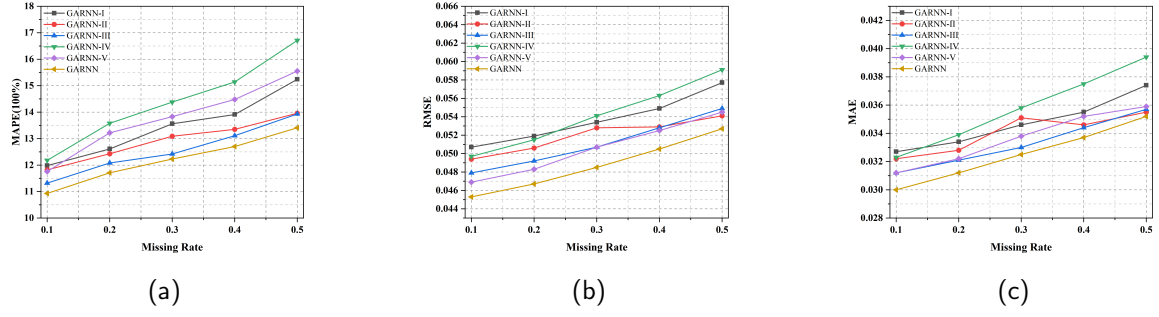 18
17
16
15
14
13
12
11
10
MAPE(100%)
GARNN-I
GARNN-II
GARNN-III
GARNN-IV
GARNN-V
GARNN
0.1 0.2 0.3 0.4 0.5
Missing Rate
(a)
0.066
0.064
0.062
0.060
0.058
0.056
0.054
0.052
0.050
0.048
0.046
0.044
RMSE
GARNN-I
GARNN-II
GARNN-III
GARNN-IV
GARNN-V
GARNN
0.1 0.2 0.3 0.4 0.5
Missing Rate
(b)
0.042
0.040
0.038
0.036
0.034
0.032
0.030
0.028
MAE
GARNN-I
GARNN-II
GARNN-III
GARNN-IV
GARNN-V
GARNN
0.1 0.2 0.3 0.4 0.5
Missing Rate
(c)